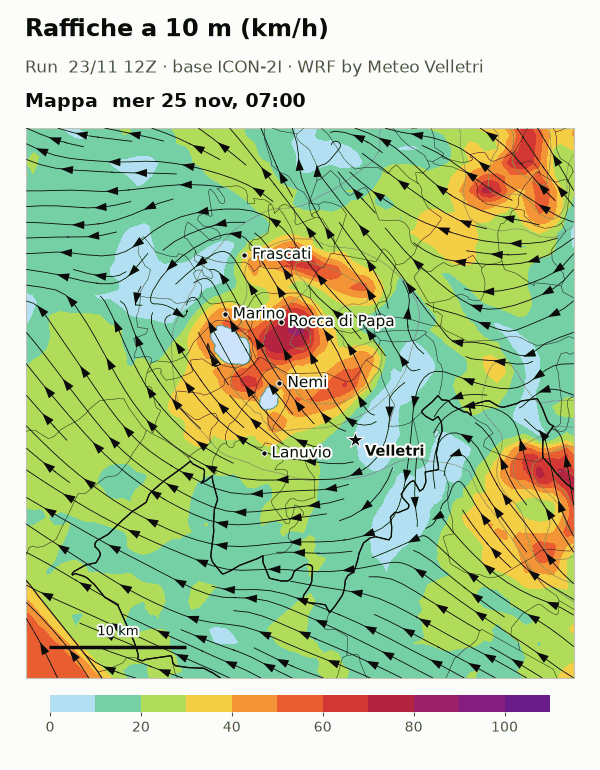 Raffiche a 10 m (km/h)
Run  23/11 12Z · base ICON-2I · WRF by Meteo Velletri
Mappa  mer 25 nov, 07:00
Frascati
Marino
Rocca di Papa
Nemi
Velletri
Lanuvio
10 km
0 20 40 60 80 100